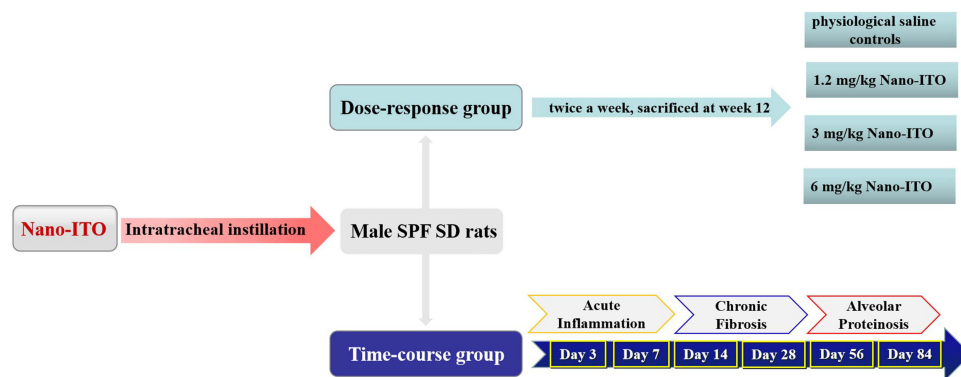 physiological saline
controls
1.2 mg/kg Nano-ITO
Dose-response group
twice a week, sacrificed at week 12
3 mg/kg Nano-ITO
6 mg/kg Nano-ITO
Nano-ITO
Intratracheal instillation
Male SPF SD rats
Acute
Inflammation
Chronic
Fibrosis
Alveolar
Proteinosis
Time-course group
Day 3
Day 7
Day 14
Day 28
Day 56
Day 84